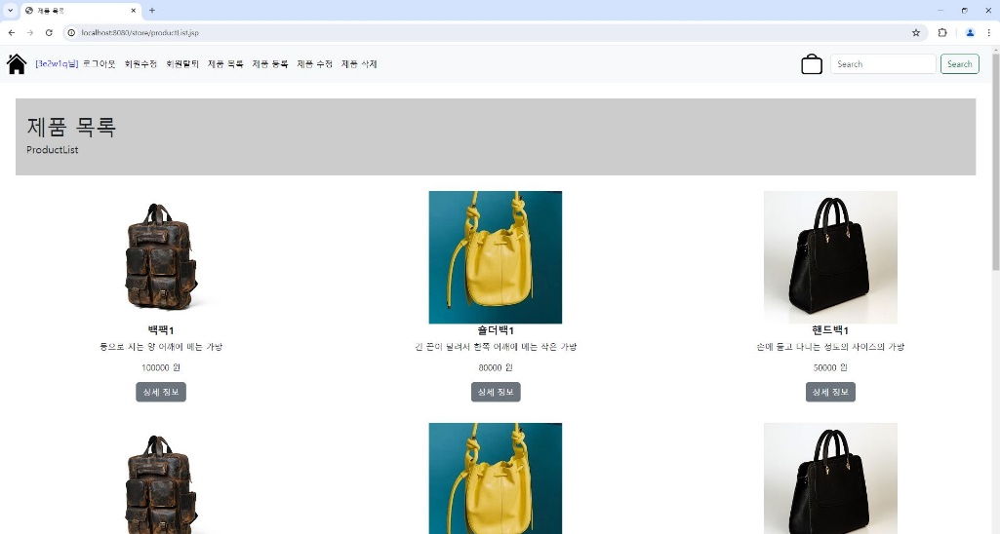 제품 목록
localhost:8080/store/productList.jsp
[3e2w1q님] 로그아웃 회원수정 회원탈퇴 제품 목록 제품 등록 제품 수정 제품 삭제 Search Search
제품 목록
ProductList
백팩1 숄더백1 핸드백1
등으로 지는 양 어깨에 메는 가방 긴 끈이 달려서 한쪽 어깨에 메는 작은 가방 손에 들고 다니는 정도의 사이즈의 가방
100000 원 80000 원 50000 원
상세 정보 상세 정보 상세 정보